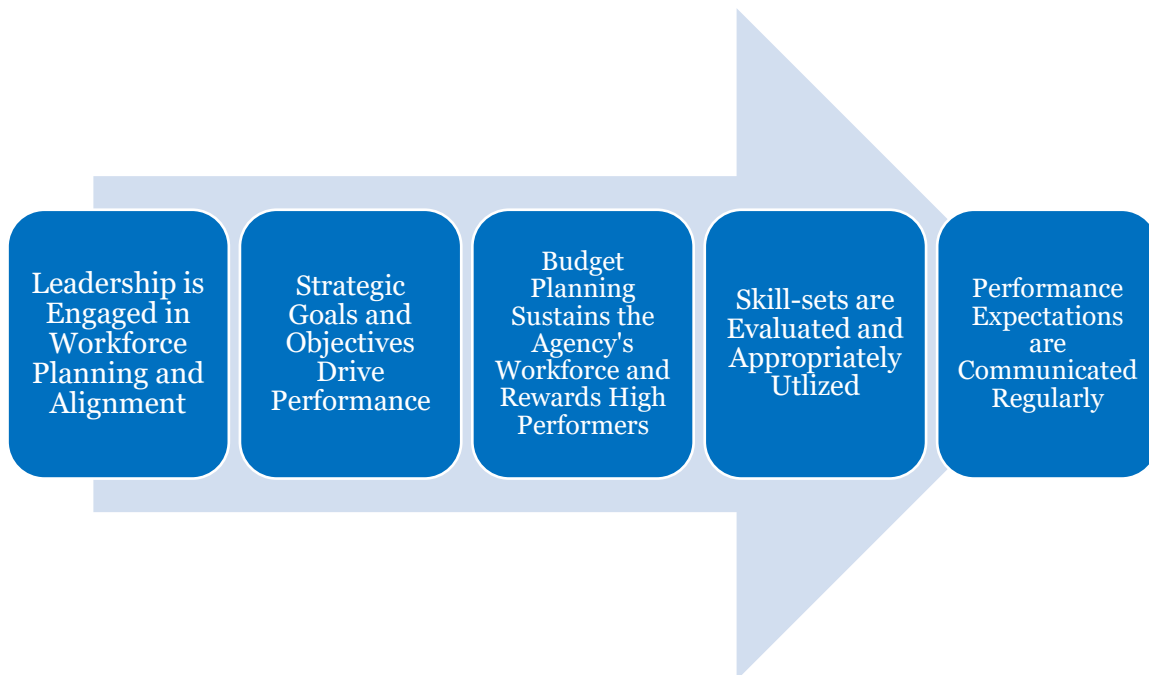 Leadership is
Engaged in
Workforce
Planning and
Alignment
Strategic
Goals and
Objectives
Drive
Performance
Budget
Planning
Sustains the
Agency's
Workforce and
Rewards High
Performers
Skill-sets are
Evaluated and
Appropriately
Utlized
Performance
Expectations
are
Communicated
Regularly